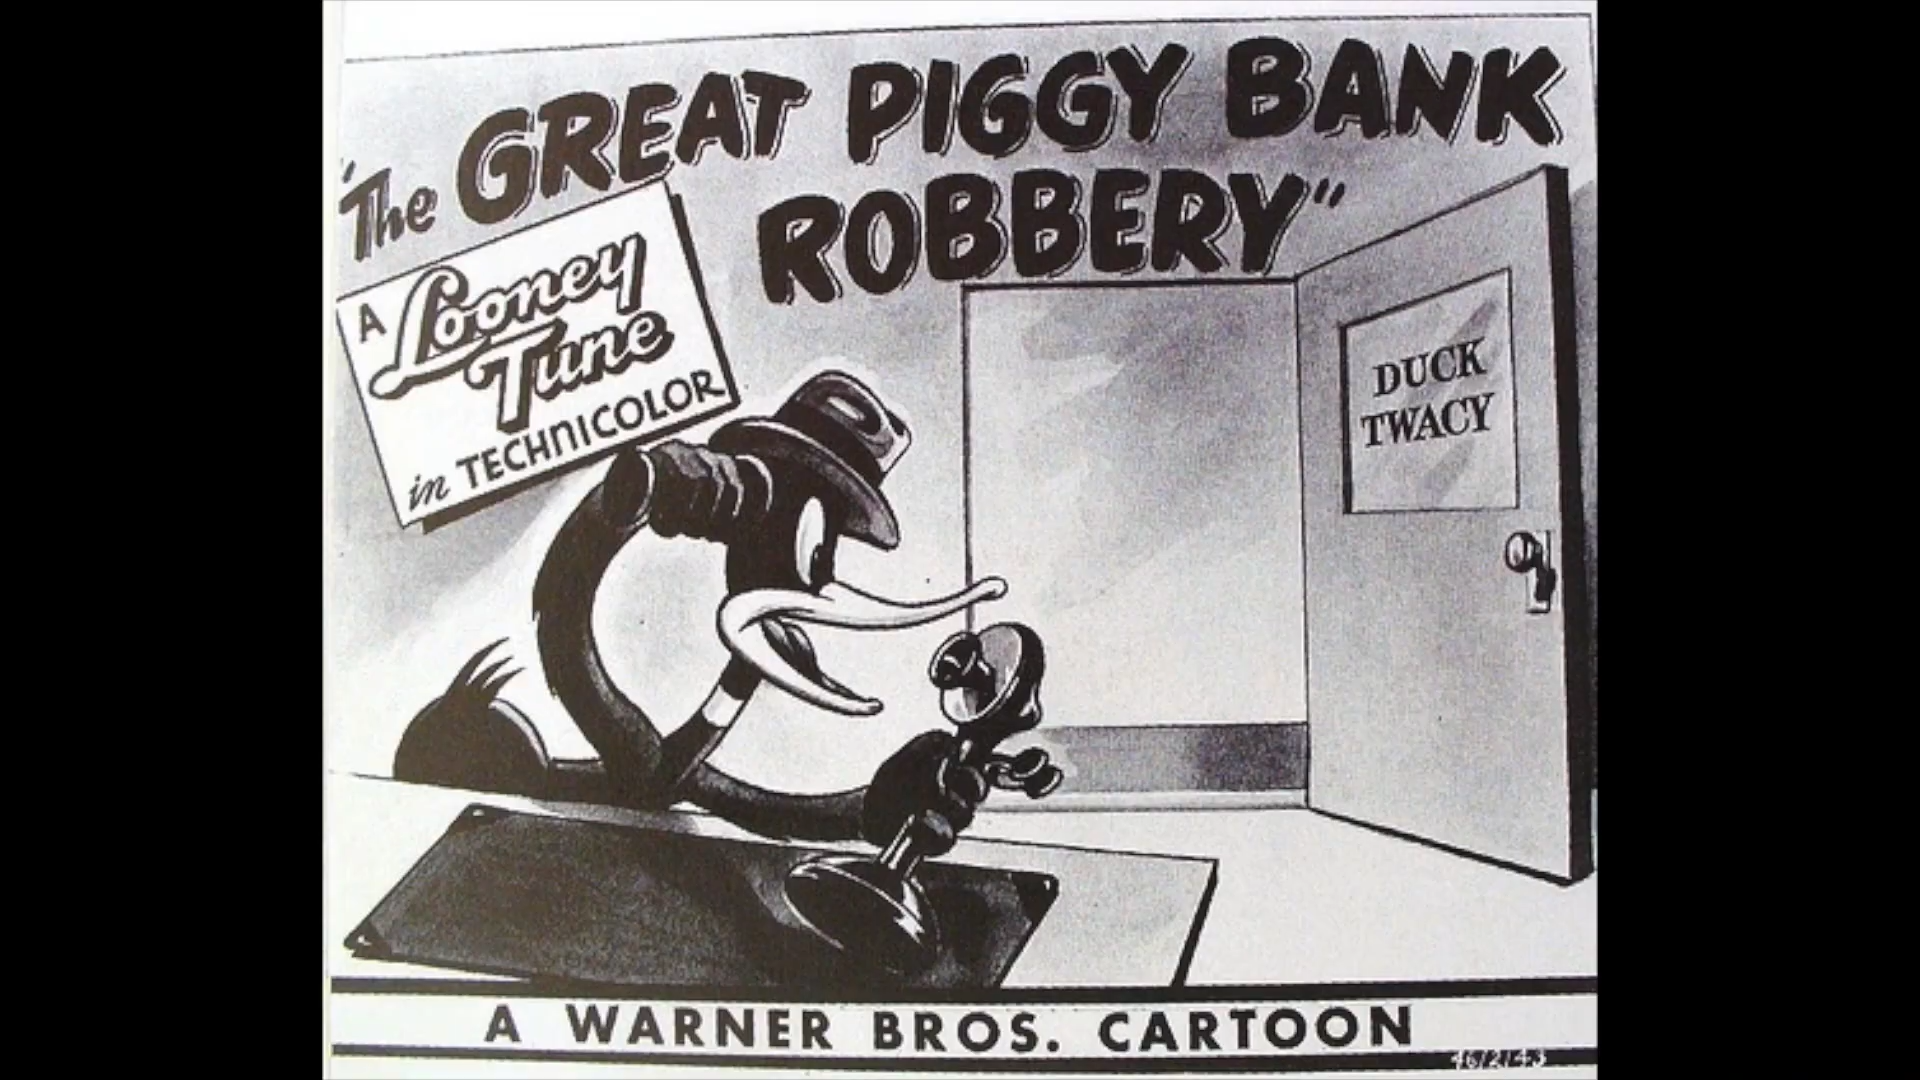 "The GREAT PIGGY BANK
ROBBERY"
A Looney
Tune
in TECHNICOLOR
DUCK
TWACY
A WARNER BROS. CARTOON